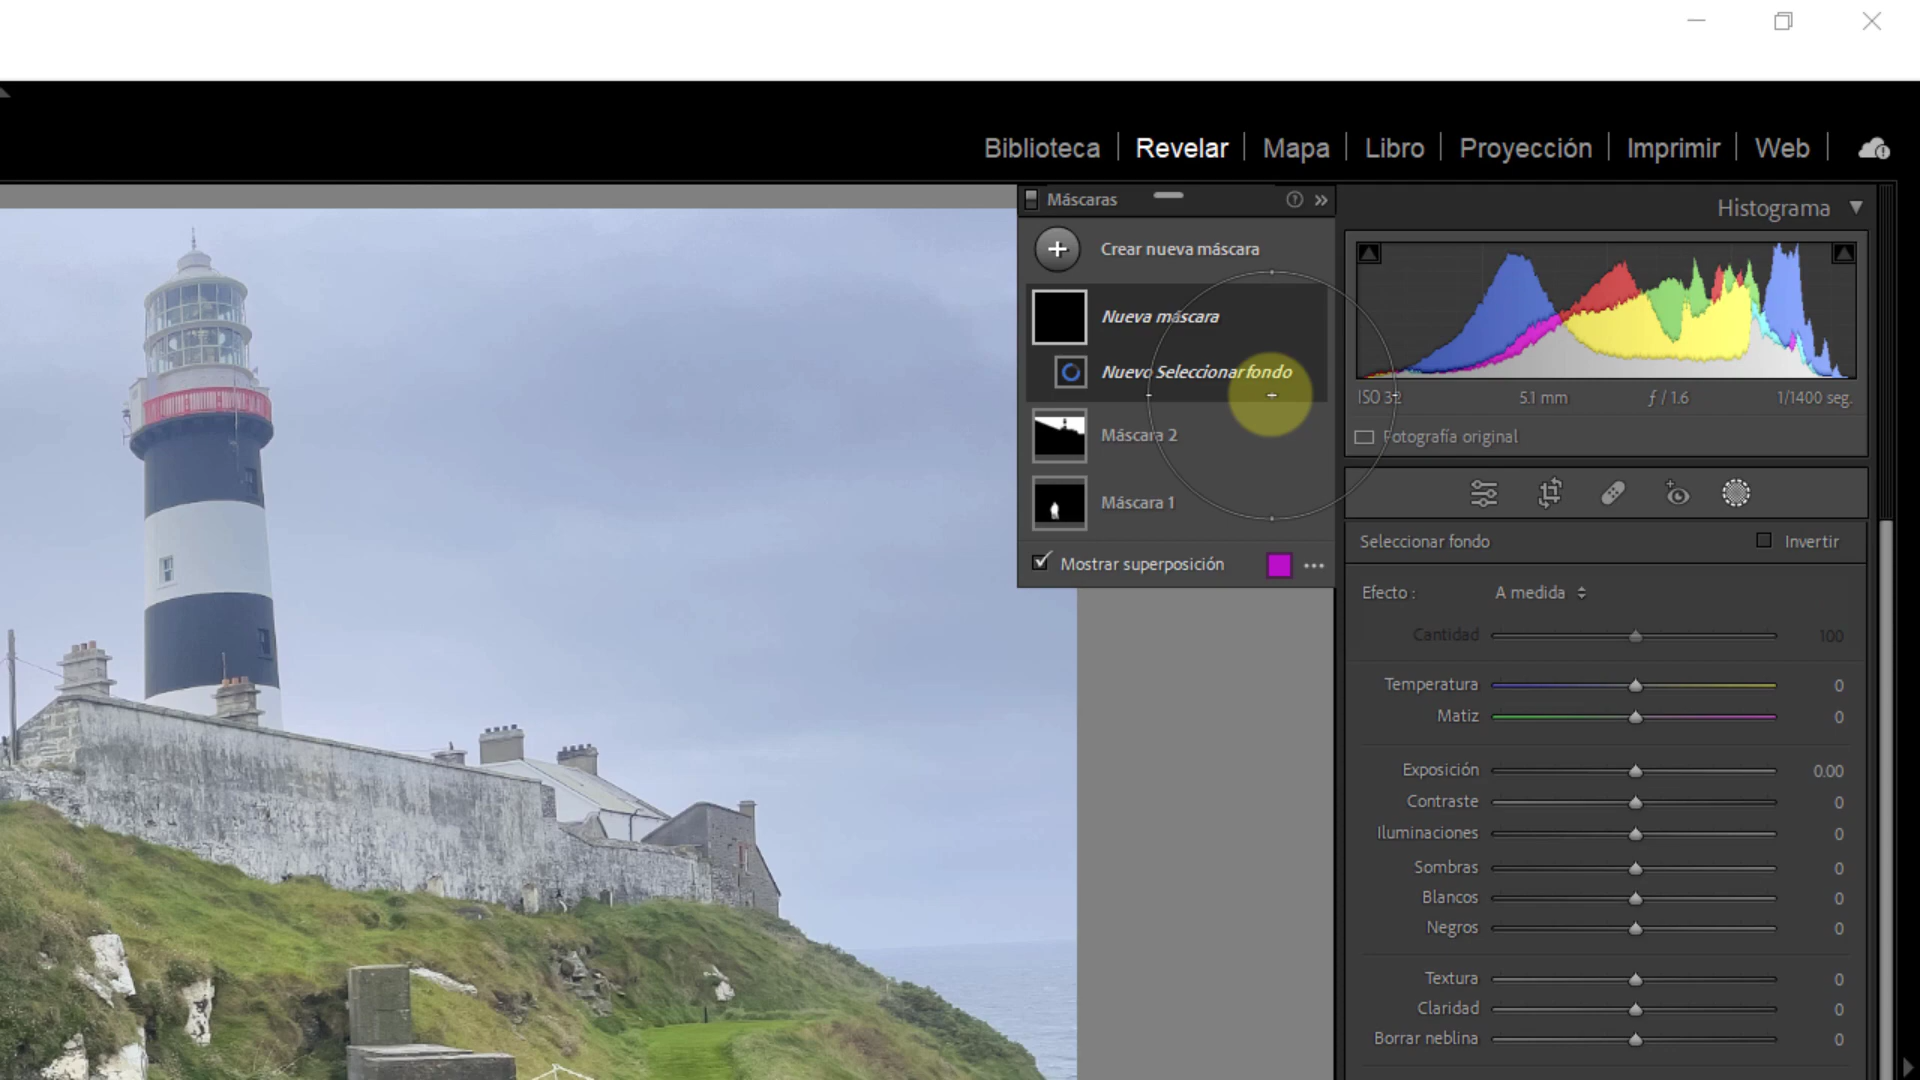 Biblioteca | Revelar | Mapa | Libro | Proyección | Imprimir | Web |
Máscaras
Histograma
Crear nueva máscara
Nueva máscara
Nuevo Seleccionar fondo
Máscara 2
Máscara 1
Mostrar superposición
ISO 32 5.1 mm ƒ / 1.6 1/1400 seg.
Fotografía original
Seleccionar fondo Invertir
Efecto : A medida
Cantidad 100
Temperatura 0
Matiz 0
Exposición 0.00
Contraste 0
Iluminaciones 0
Sombras 0
Blancos 0
Negros 0
Textura 0
Claridad 0
Borrar neblina 0